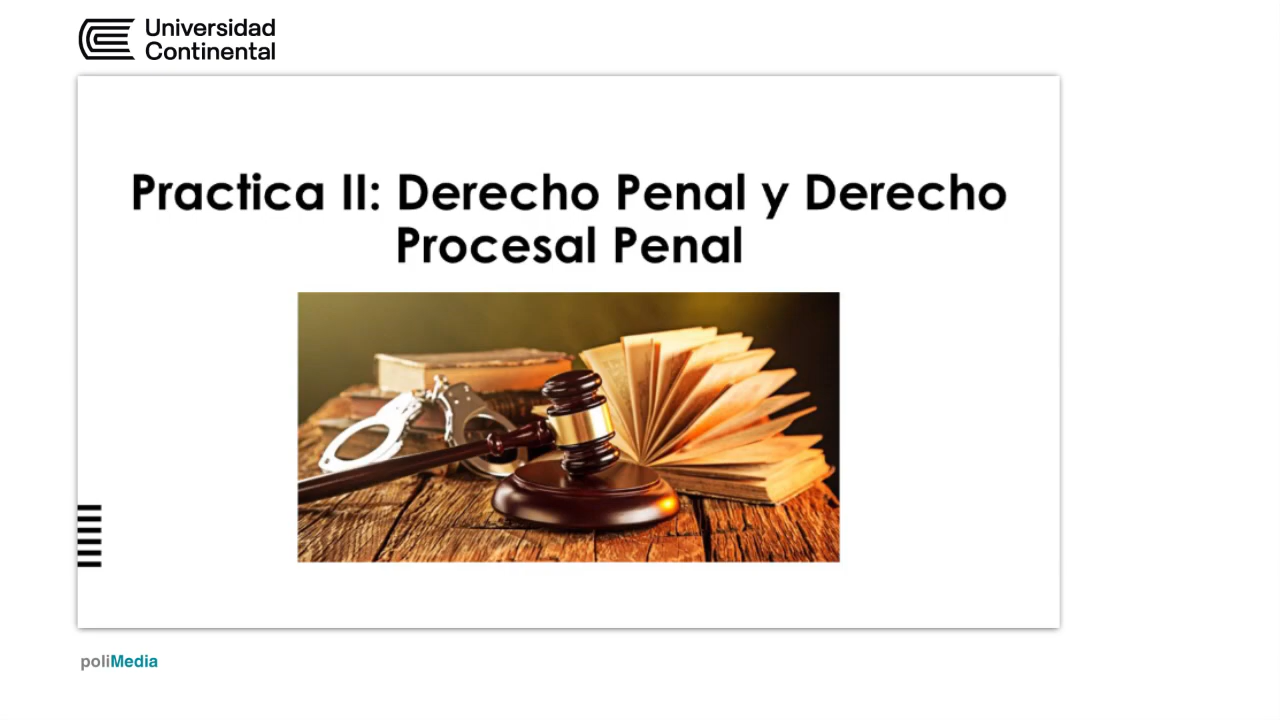 Universidad
Continental
Practica II: Derecho Penal y Derecho
Procesal Penal
poliMedia